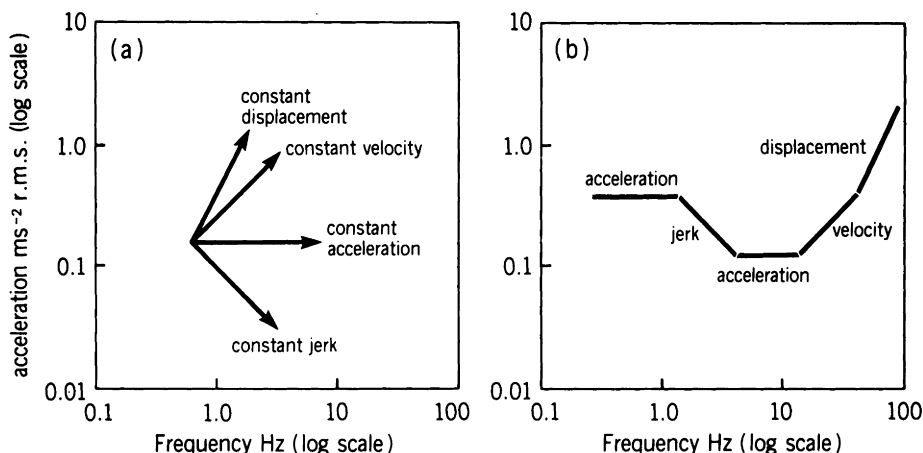 (a)
acceleration ms⁻² r.m.s. (log scale)
10
1.0
0.1
0.01
constant
displacement
constant velocity
constant
acceleration
constant jerk
0.1
1.0
10
100
Frequency Hz (log scale)
(b)
10
1.0
0.1
0.01
acceleration
jerk
acceleration
velocity
displacement
0.1
1.0
10
100
Frequency Hz (log scale)